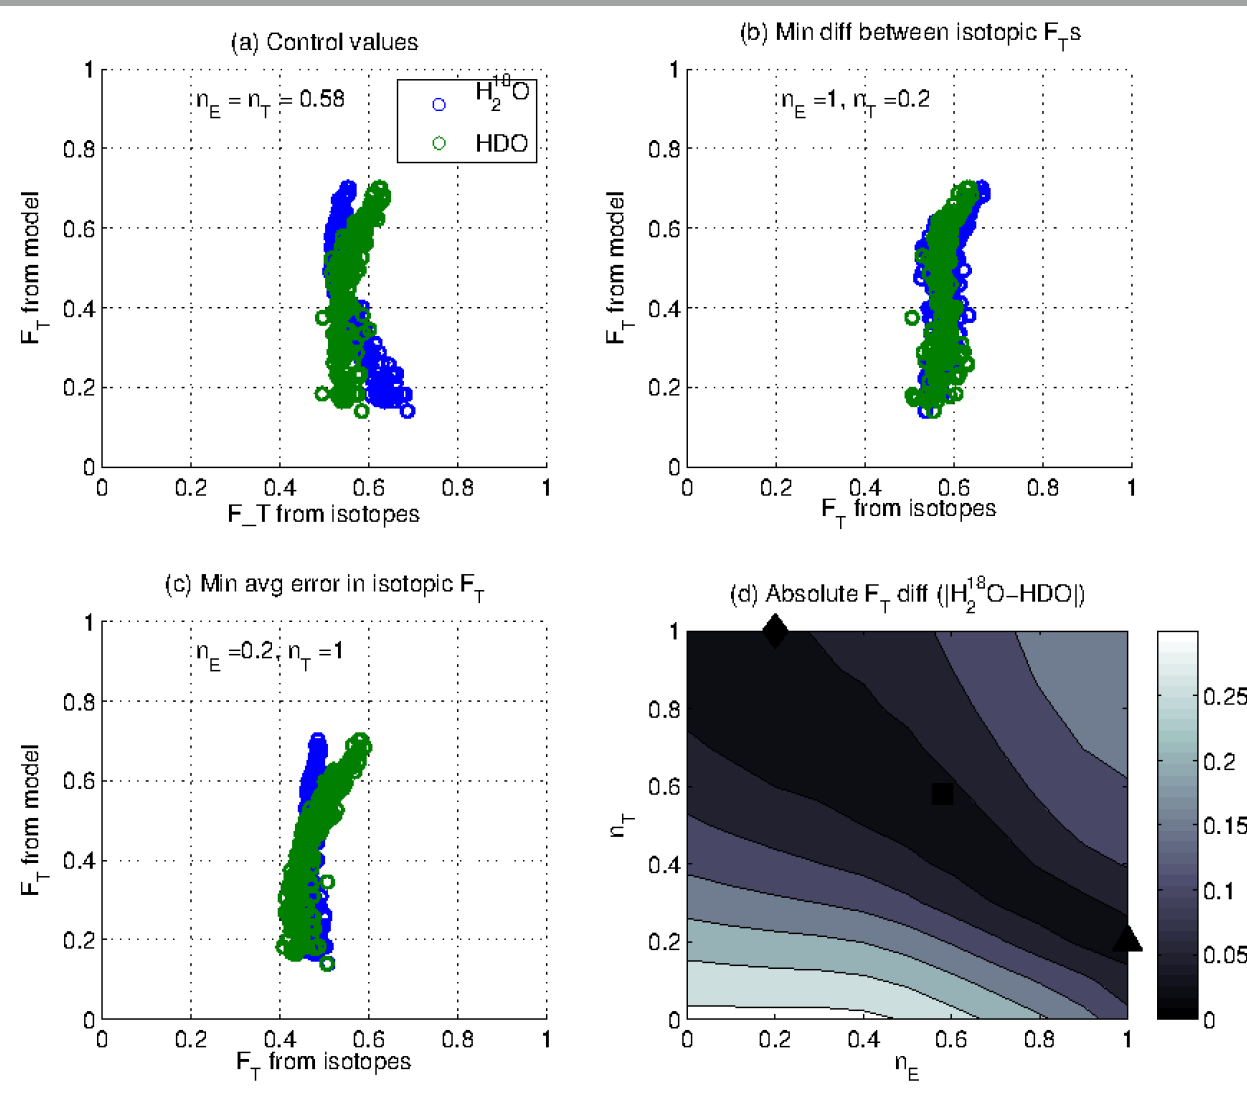 (a) Control values
1
0.8
0.6
0.4
0.2
0
n_E = n_T = 0.58
H_2^18O
HDO
F_T from model
0 0.2 0.4 0.6 0.8 1
F_T from isotopes
(b) Min diff between isotopic F_Ts
1
0.8
0.6
0.4
0.2
0
n_E =1, n_T =0.2
F_T from model
0 0.2 0.4 0.6 0.8 1
F_T from isotopes
(c) Min avg error in isotopic F_T
1
0.8
0.6
0.4
0.2
0
n_E =0.2, n_T =1
F_T from model
0 0.2 0.4 0.6 0.8 1
F_T from isotopes
(d) Absolute F_T diff (|H_2^18O−HDO|)
1
0.8
0.6
0.4
0.2
0
n_T
0 0.2 0.4 0.6 0.8 1
n_E
0.25
0.2
0.15
0.1
0.05
0